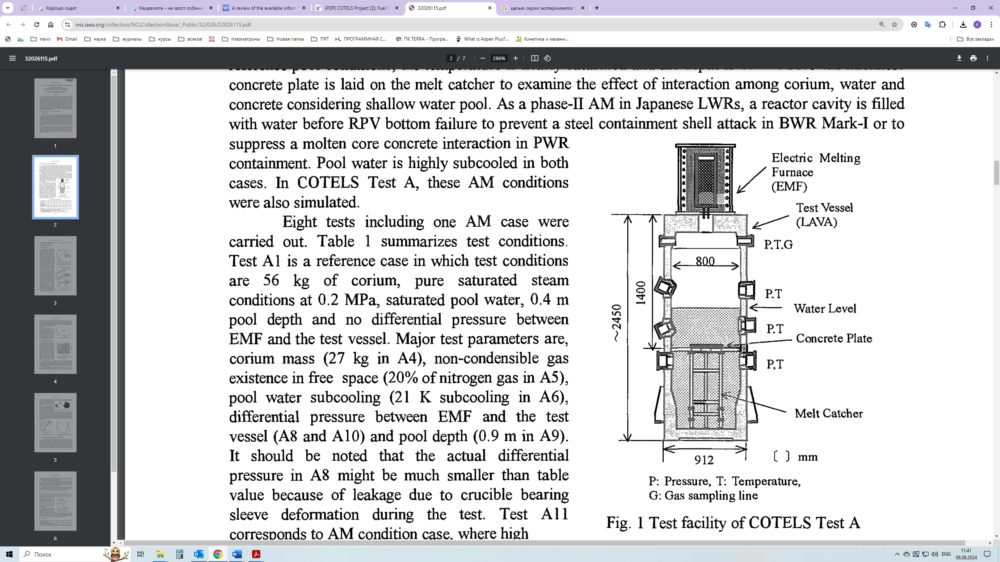 Хорошо сидят
Нацвалюта - не хвост собачий
A review of the available inform
(PDF) COTELS Project (2): Fuel C
32026115.pdf
целью серии экспериментов
inis.iaea.org/collection/NCLCollectionStore/_Public/32/026/32026115.pdf
news
Gmail
наука
журналы
курсы
всякое
SCI
HUB
плазматроны
Новая папка
ПЯТ
ПРОГРАММНАЯ С...
ПК TERRA - Програ...
What is Aspen Plus?...
Кинетика и механи...
Все закладки
32026115.pdf
2 / 7
286%
1
2
3
4
5
6
concrete plate is laid on the melt catcher to examine the effect of interaction among corium, water and
concrete considering shallow water pool. As a phase-II AM in Japanese LWRs, a reactor cavity is filled
with water before RPV bottom failure to prevent a steel containment shell attack in BWR Mark-I or to
suppress a molten core concrete interaction in PWR
containment. Pool water is highly subcooled in both
cases. In COTELS Test A, these AM conditions
were also simulated.
Eight tests including one AM case were
carried out. Table 1 summarizes test conditions.
Test A1 is a reference case in which test conditions
are 56 kg of corium, pure saturated steam
conditions at 0.2 MPa, saturated pool water, 0.4 m
pool depth and no differential pressure between
EMF and the test vessel. Major test parameters are,
corium mass (27 kg in A4), non-condensible gas
existence in free space (20% of nitrogen gas in A5),
pool water subcooling (21 K subcooling in A6),
differential pressure between EMF and the test
vessel (A8 and A10) and pool depth (0.9 m in A9).
It should be noted that the actual differential
pressure in A8 might be much smaller than table
value because of leakage due to crucible bearing
sleeve deformation during the test. Test A11
corresponds to AM condition case, where high
Electric Melting
Furnace
(EMF)
Test Vessel
(LAVA)
P,T,G
800
1400
~2450
P,T
Water Level
P,T
Concrete Plate
P,T
Melt Catcher
912
[ ] mm
P: Pressure, T: Temperature,
G: Gas sampling line
Fig. 1 Test facility of COTELS Test A
Поиск
ENG
11:41
08.08.2024